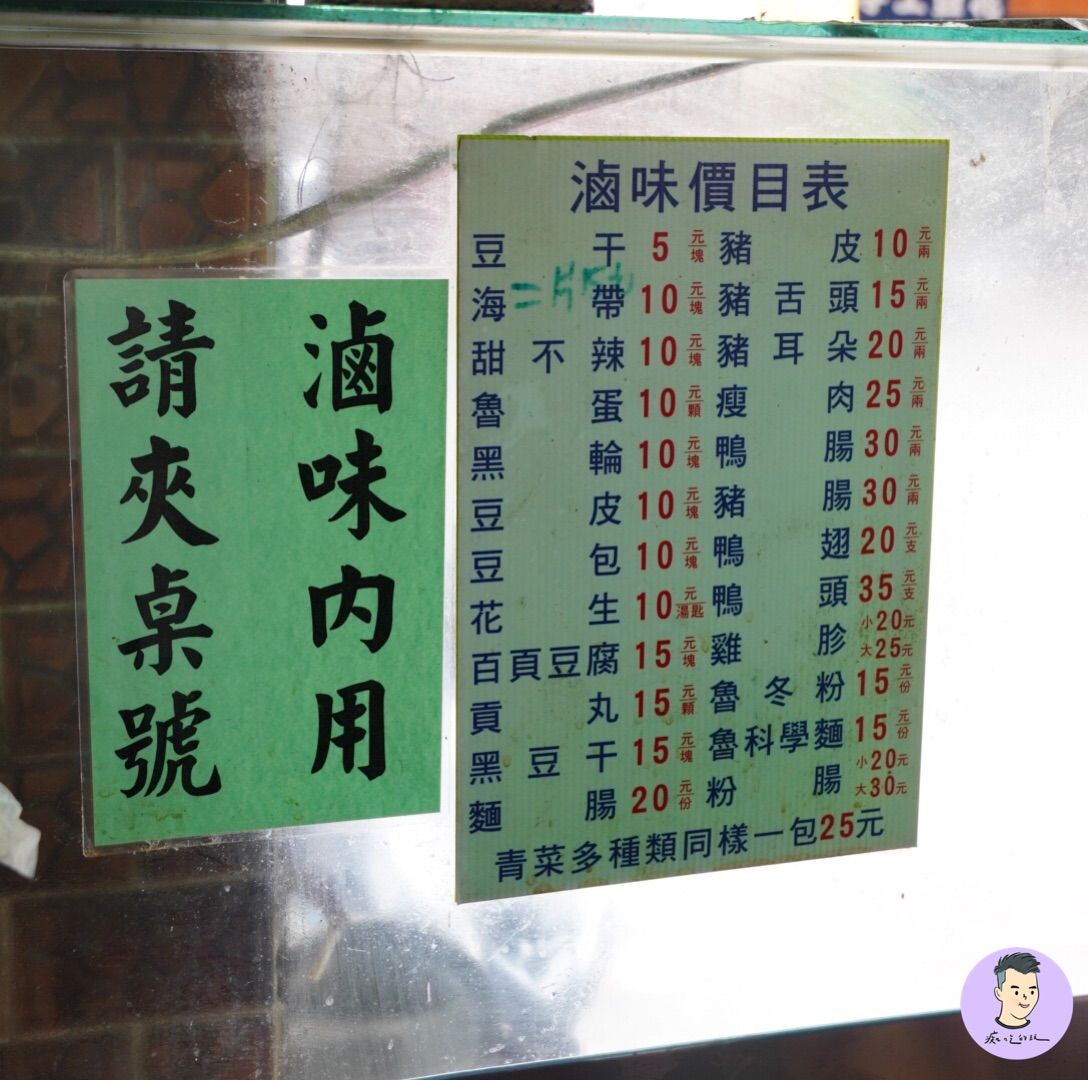 滷味內用
請夾桌號
滷味價目表
豆干 5 元/塊
海帶 10 元/塊
甜不辣 10 元/塊
魯蛋 10 元/顆
黑輪 10 元/塊
豆皮 10 元/塊
豆包 10 元/塊
花生 10 元/湯匙
百頁豆腐 15 元/塊
貢丸 15 元/顆
黑豆干 15 元/塊
麵腸 20 元/份
豬皮 10 元/兩
豬舌頭 15 元/兩
豬耳朵 20 元/兩
瘦肉 25 元/兩
鴨腸 30 元/兩
豬腸 30 元/兩
鴨翅 20 元/支
鴨頭 35 元/支
雞胗 小20元 大25元
魯冬粉 15 元/份
魯科學麵 15 元/份
粉腸 小20元 大30元
青菜多種類同樣一包25元